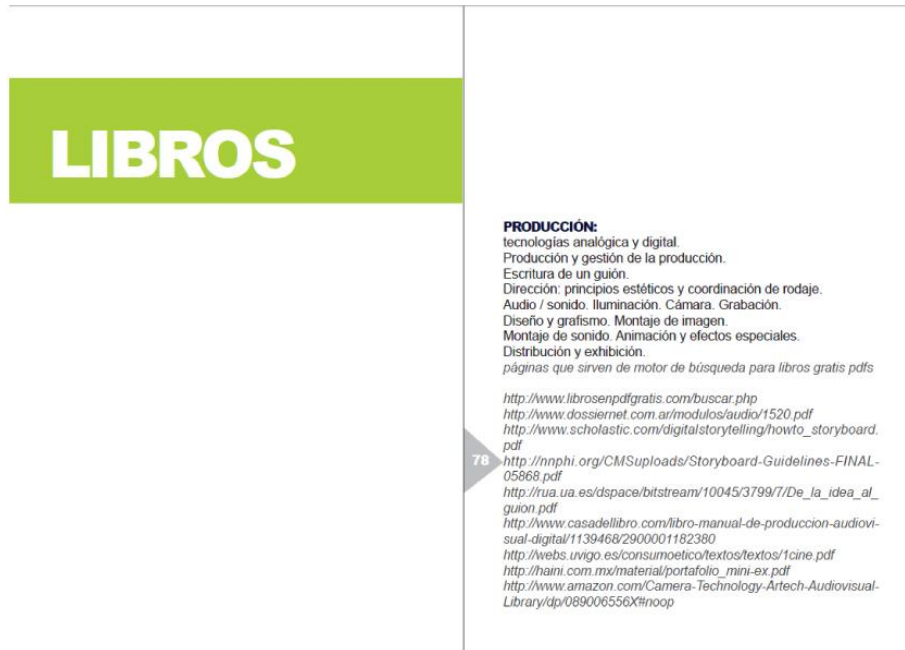 LIBROS
PRODUCCIÓN:
tecnologías analógica y digital.
Producción y gestión de la producción.
Escritura de un guión.
Dirección: principios estéticos y coordinación de rodaje.
Audio / sonido. Iluminación. Cámara. Grabación.
Diseño y grafismo. Montaje de imagen.
Montaje de sonido. Animación y efectos especiales.
Distribución y exhibición.
páginas que sirven de motor de búsqueda para libros gratis pdfs
http://www.librosenpdfgratis.com/buscar.php
http://www.dossiernet.com.ar/modulos/audio/1520.pdf
http://www.scholastic.com/digitalstorytelling/howto_storyboard.
pdf
78
http://nnphi.org/CMSuploads/Storyboard-Guidelines-FINAL-
05868.pdf
http://rua.ua.es/dspace/bitstream/10045/3799/7/De_la_idea_al_
guion.pdf
http://www.casadellibro.com/libro-manual-de-produccion-audiovi-
sual-digital/1139468/2900001182380
http://webs.uvigo.es/consumoetico/textos/textos/1cine.pdf
http://haini.com.mx/material/portafolio_mini-ex.pdf
http://www.amazon.com/Camera-Technology-Artech-Audiovisual-
Library/dp/089006556X#noop